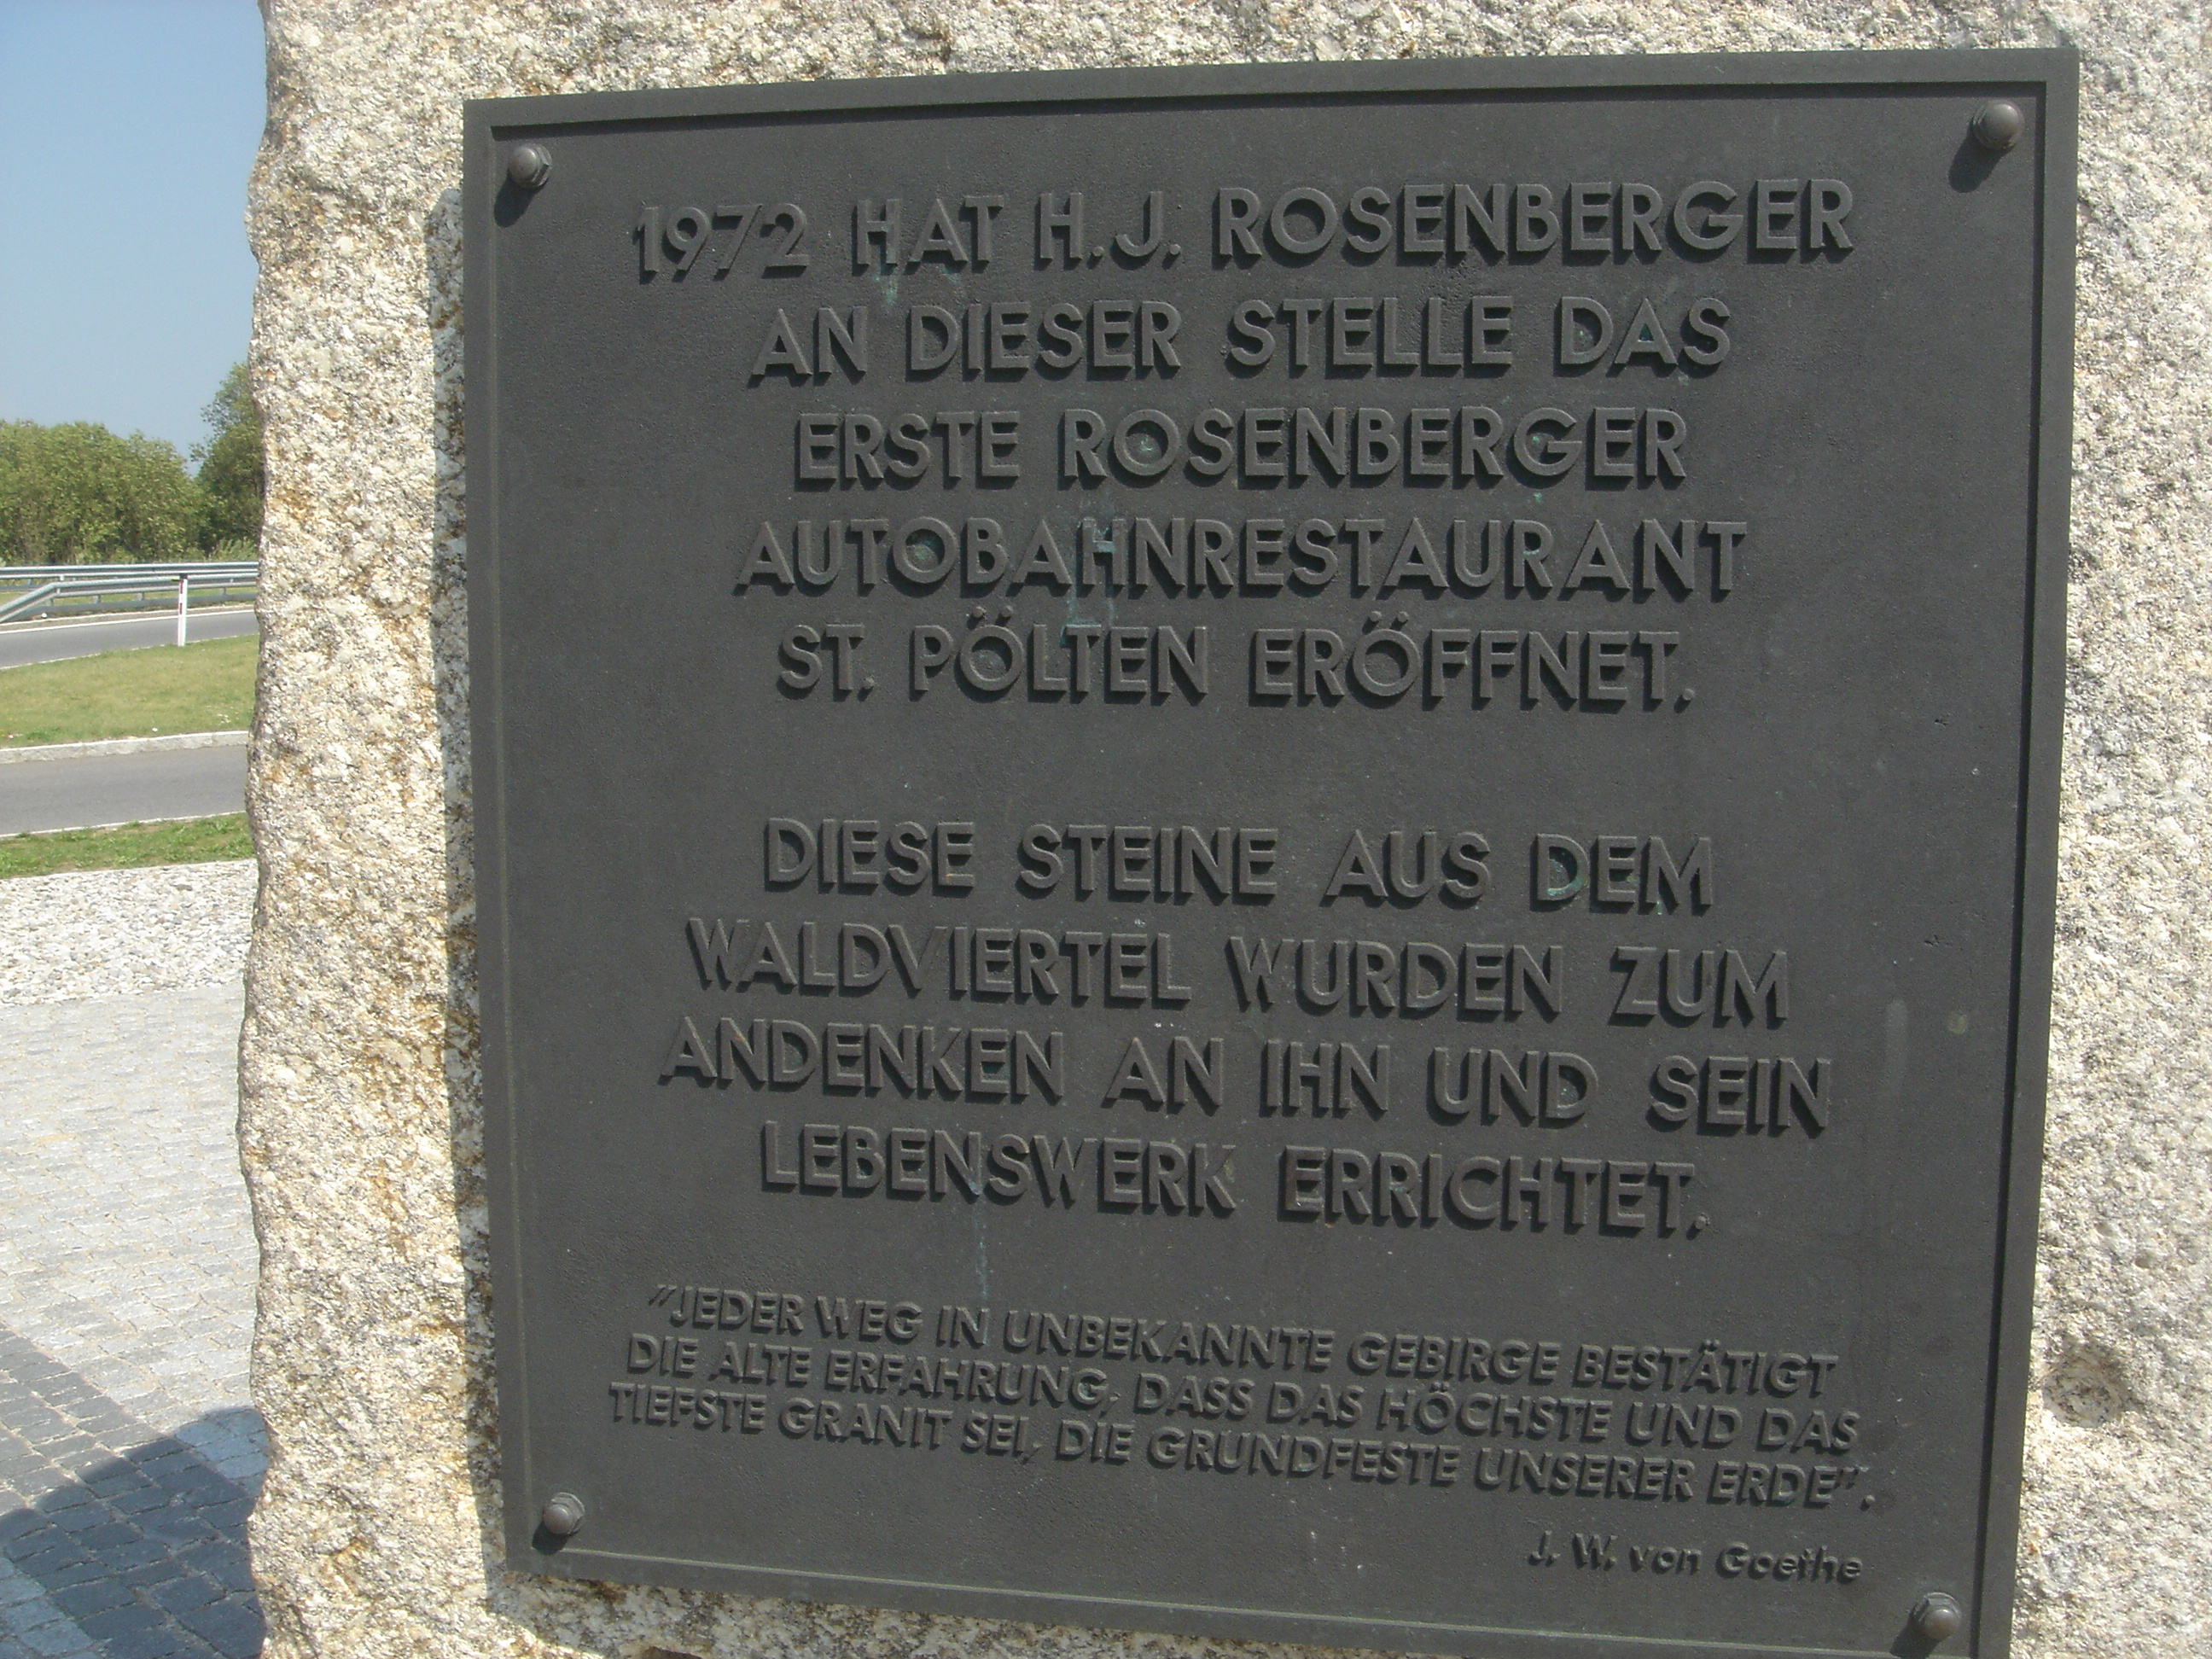 1972 HAT H.J. ROSENBERGER
AN DIESER STELLE DAS
ERSTE ROSENBERGER
AUTOBAHNRESTAURANT
ST. PÖLTEN ERÖFFNET.
DIESE STEINE AUS DEM
WALDVIERTEL WURDEN ZUM
ANDENKEN AN IHN UND SEIN
LEBENSWERK ERRICHTET.
"JEDER WEG IN UNBEKANNTE GEBIRGE BESTÄTIGT
DIE ALTE ERFAHRUNG, DASS DAS HÖCHSTE UND DAS
TIEFSTE GRANIT SEI, DIE GRUNDFESTE UNSERER ERDE".
J. W. von Goethe